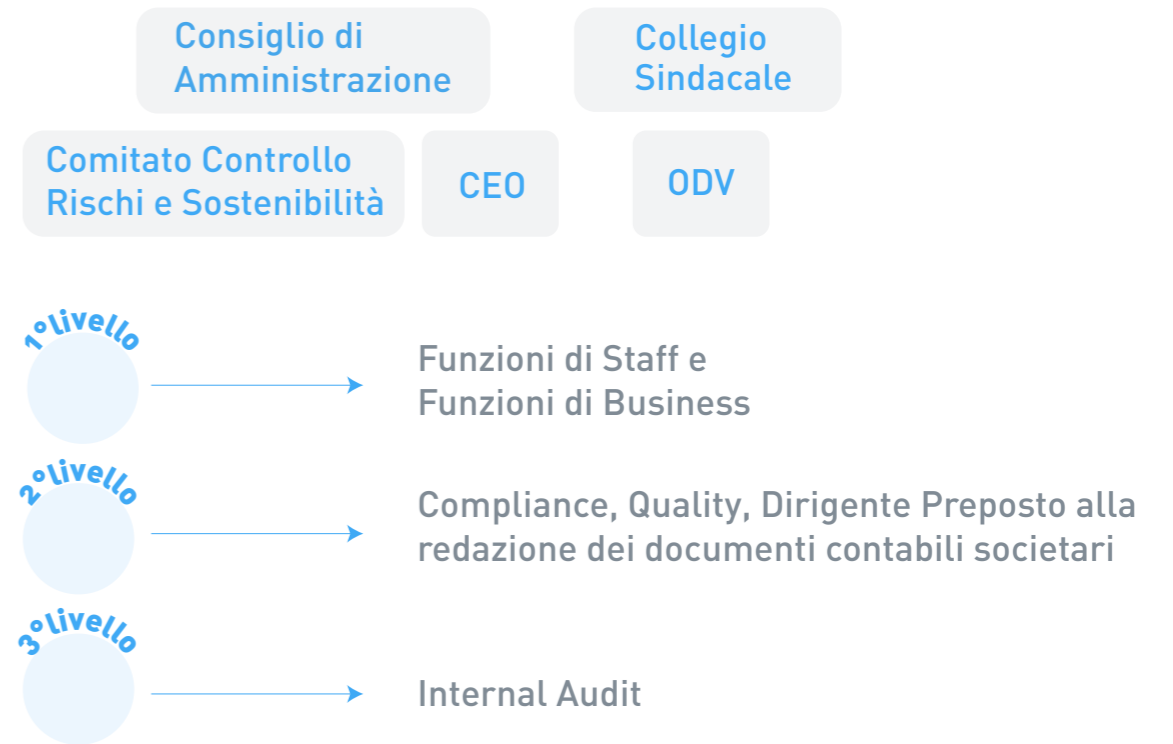 Consiglio di
Amministrazione
Collegio
Sindacale
Comitato Controllo
Rischi e Sostenibilità
CEO
ODV
1° livello
Funzioni di Staff e
Funzioni di Business
2° livello
Compliance, Quality, Dirigente Preposto alla
redazione dei documenti contabili societari
3° livello
Internal Audit